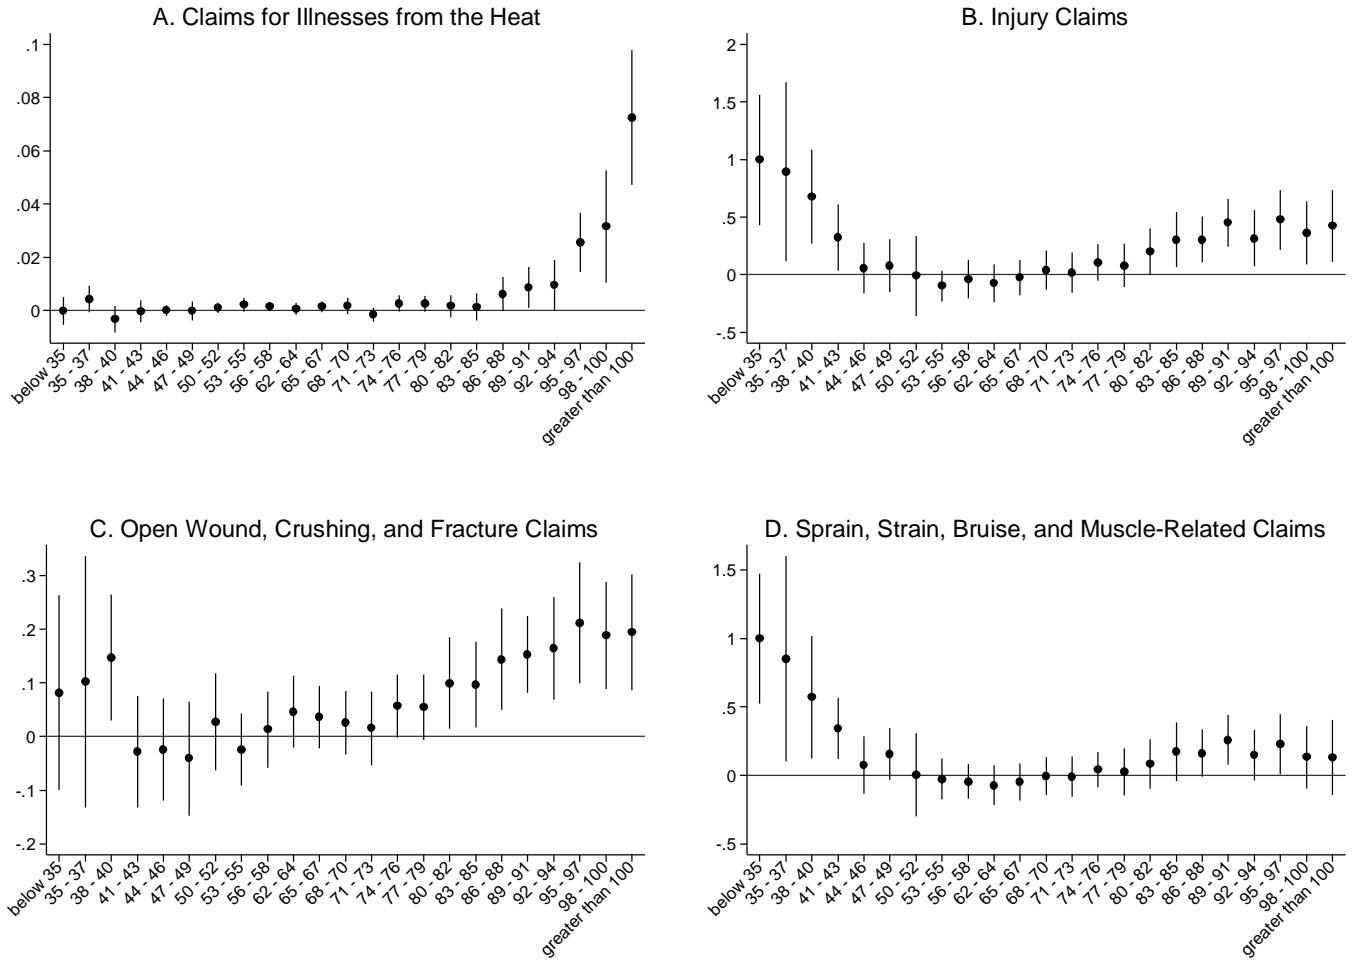 A. Claims for Illnesses from the Heat
.1
.08
.06
.04
.02
0
below 35
35 - 37
38 - 40
41 - 43
44 - 46
47 - 49
50 - 52
53 - 55
56 - 58
62 - 64
65 - 67
68 - 70
71 - 73
74 - 76
77 - 79
80 - 82
83 - 85
86 - 88
89 - 91
92 - 94
95 - 97
98 - 100
greater than 100
B. Injury Claims
2
1.5
1
.5
0
-.5
below 35
35 - 37
38 - 40
41 - 43
44 - 46
47 - 49
50 - 52
53 - 55
56 - 58
62 - 64
65 - 67
68 - 70
71 - 73
74 - 76
77 - 79
80 - 82
83 - 85
86 - 88
89 - 91
92 - 94
95 - 97
98 - 100
greater than 100
C. Open Wound, Crushing, and Fracture Claims
.3
.2
.1
0
-.1
-.2
below 35
35 - 37
38 - 40
41 - 43
44 - 46
47 - 49
50 - 52
53 - 55
56 - 58
62 - 64
65 - 67
68 - 70
71 - 73
74 - 76
77 - 79
80 - 82
83 - 85
86 - 88
89 - 91
92 - 94
95 - 97
98 - 100
greater than 100
D. Sprain, Strain, Bruise, and Muscle-Related Claims
1.5
1
.5
0
-.5
below 35
35 - 37
38 - 40
41 - 43
44 - 46
47 - 49
50 - 52
53 - 55
56 - 58
62 - 64
65 - 67
68 - 70
71 - 73
74 - 76
77 - 79
80 - 82
83 - 85
86 - 88
89 - 91
92 - 94
95 - 97
98 - 100
greater than 100